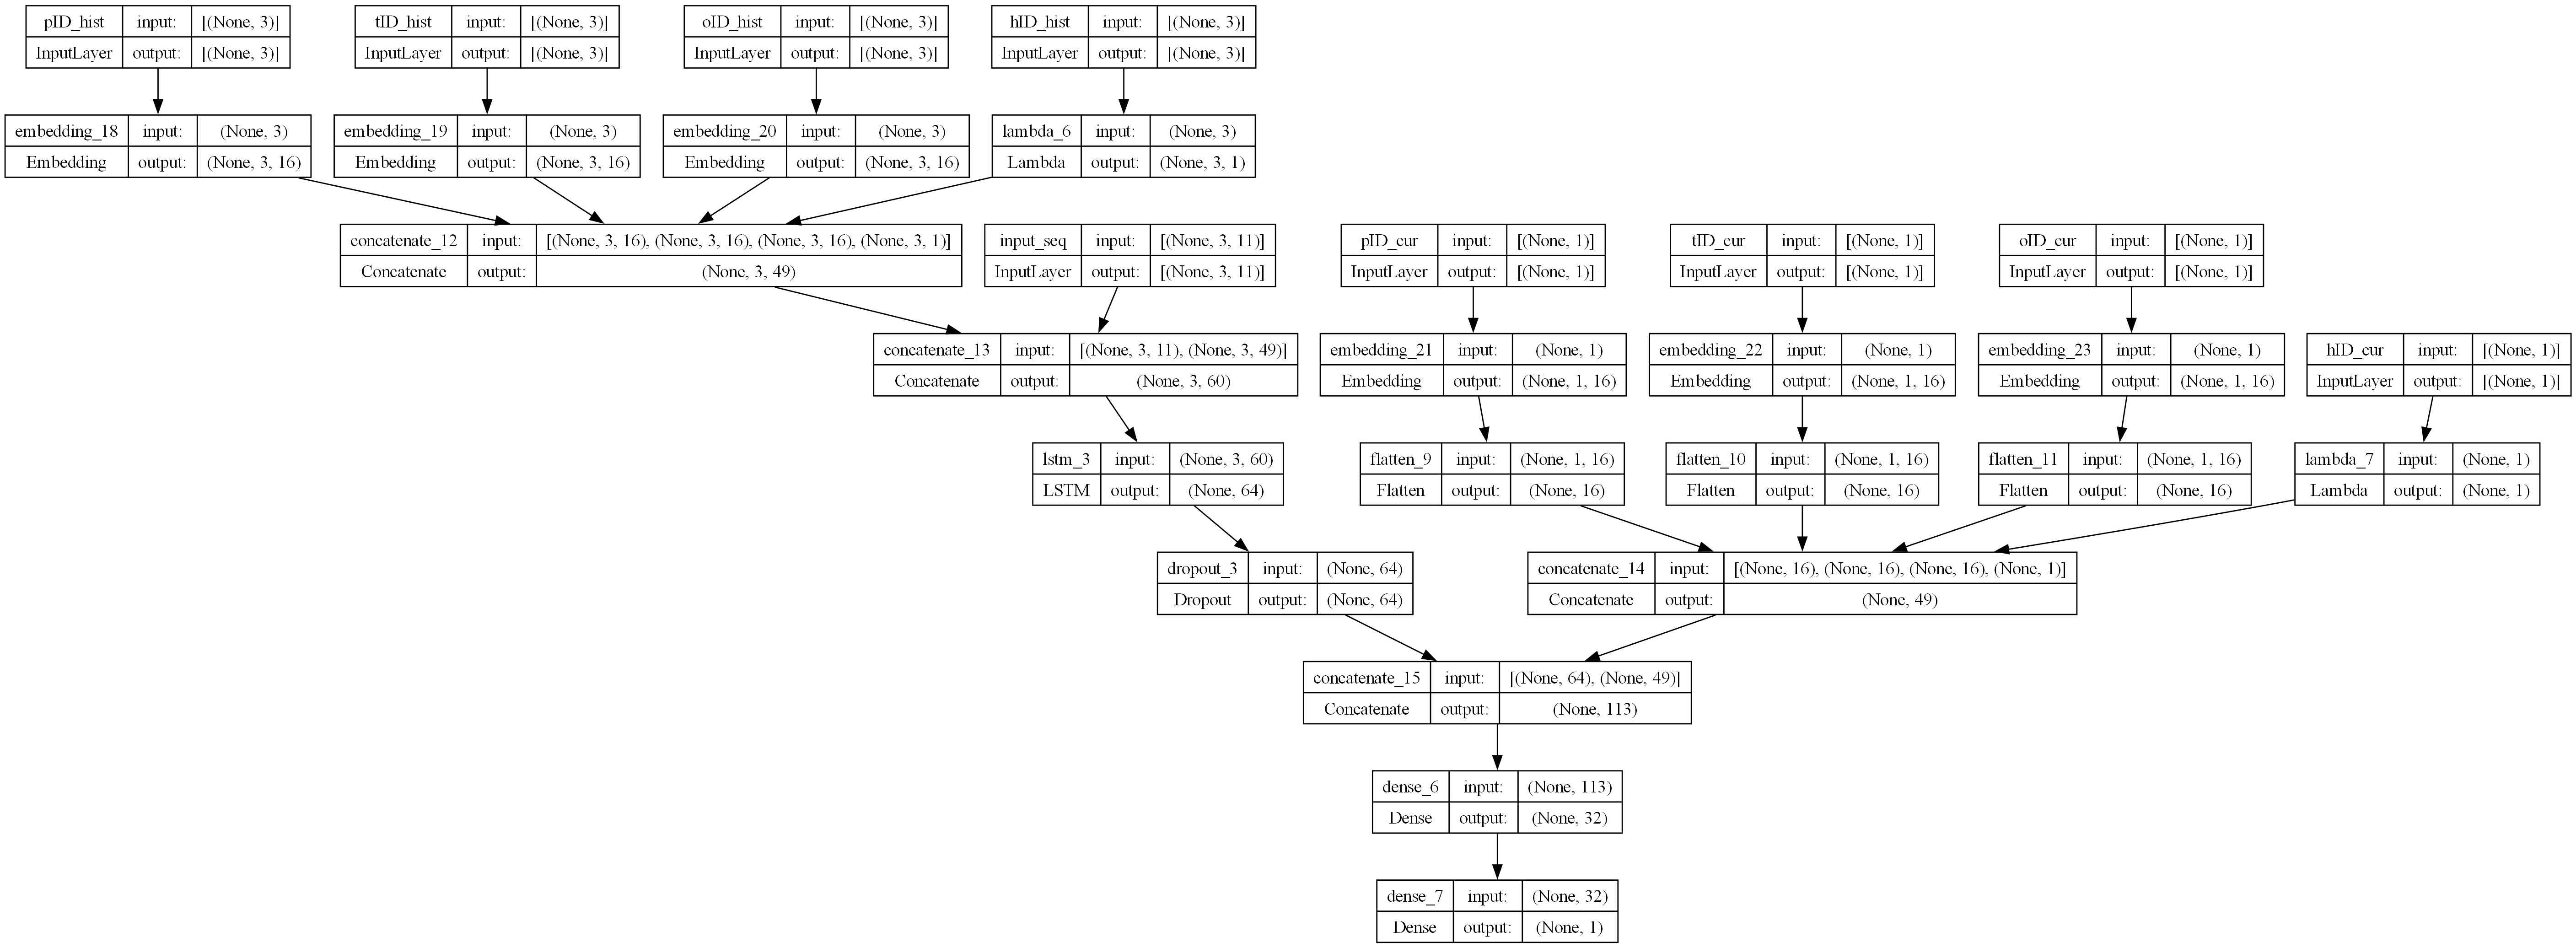 pID_hist input: [(None, 3)]
InputLayer output: [(None, 3)]
tID_hist input: [(None, 3)]
InputLayer output: [(None, 3)]
oID_hist input: [(None, 3)]
InputLayer output: [(None, 3)]
hID_hist input: [(None, 3)]
InputLayer output: [(None, 3)]
embedding_18 input: (None, 3)
Embedding output: (None, 3, 16)
embedding_19 input: (None, 3)
Embedding output: (None, 3, 16)
embedding_20 input: (None, 3)
Embedding output: (None, 3, 16)
lambda_6 input: (None, 3)
Lambda output: (None, 3, 1)
concatenate_12 input: [(None, 3, 16), (None, 3, 16), (None, 3, 16), (None, 3, 1)]
Concatenate output: (None, 3, 49)
input_seq input: [(None, 3, 11)]
InputLayer output: [(None, 3, 11)]
pID_cur input: [(None, 1)]
InputLayer output: [(None, 1)]
tID_cur input: [(None, 1)]
InputLayer output: [(None, 1)]
oID_cur input: [(None, 1)]
InputLayer output: [(None, 1)]
concatenate_13 input: [(None, 3, 11), (None, 3, 49)]
Concatenate output: (None, 3, 60)
embedding_21 input: (None, 1)
Embedding output: (None, 1, 16)
embedding_22 input: (None, 1)
Embedding output: (None, 1, 16)
embedding_23 input: (None, 1)
Embedding output: (None, 1, 16)
hID_cur input: [(None, 1)]
InputLayer output: [(None, 1)]
lstm_3 input: (None, 3, 60)
LSTM output: (None, 64)
flatten_9 input: (None, 1, 16)
Flatten output: (None, 16)
flatten_10 input: (None, 1, 16)
Flatten output: (None, 16)
flatten_11 input: (None, 1, 16)
Flatten output: (None, 16)
lambda_7 input: (None, 1)
Lambda output: (None, 1)
dropout_3 input: (None, 64)
Dropout output: (None, 64)
concatenate_14 input: [(None, 16), (None, 16), (None, 16), (None, 1)]
Concatenate output: (None, 49)
concatenate_15 input: [(None, 64), (None, 49)]
Concatenate output: (None, 113)
dense_6 input: (None, 113)
Dense output: (None, 32)
dense_7 input: (None, 32)
Dense output: (None, 1)